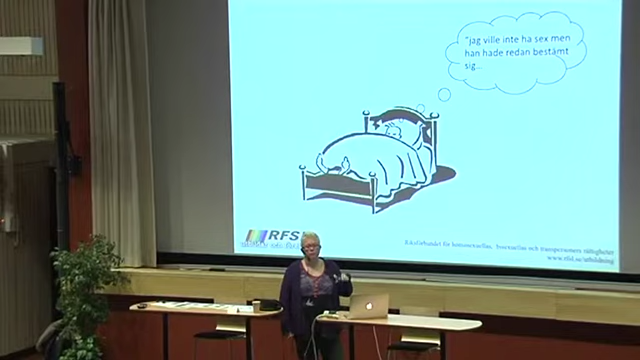 "jag ville inte ha sex men
han hade redan bestämt
sig..
RFSL
Riksförbundet för homosexuellas, bisexuellas och transpersoners rättigheter
www.rfsl.se/utbildning